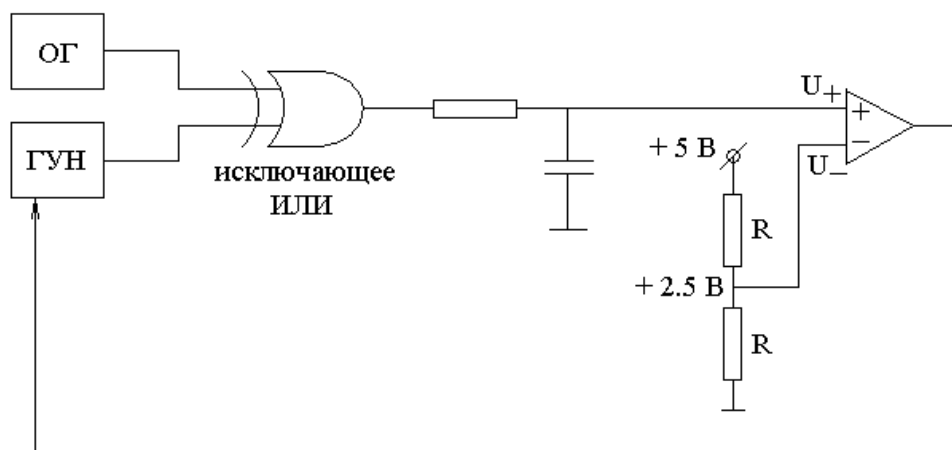 ОГ
ГУН
исключающее
ИЛИ
U+
+
−
U−
+ 5 В
R
+ 2.5 В
R